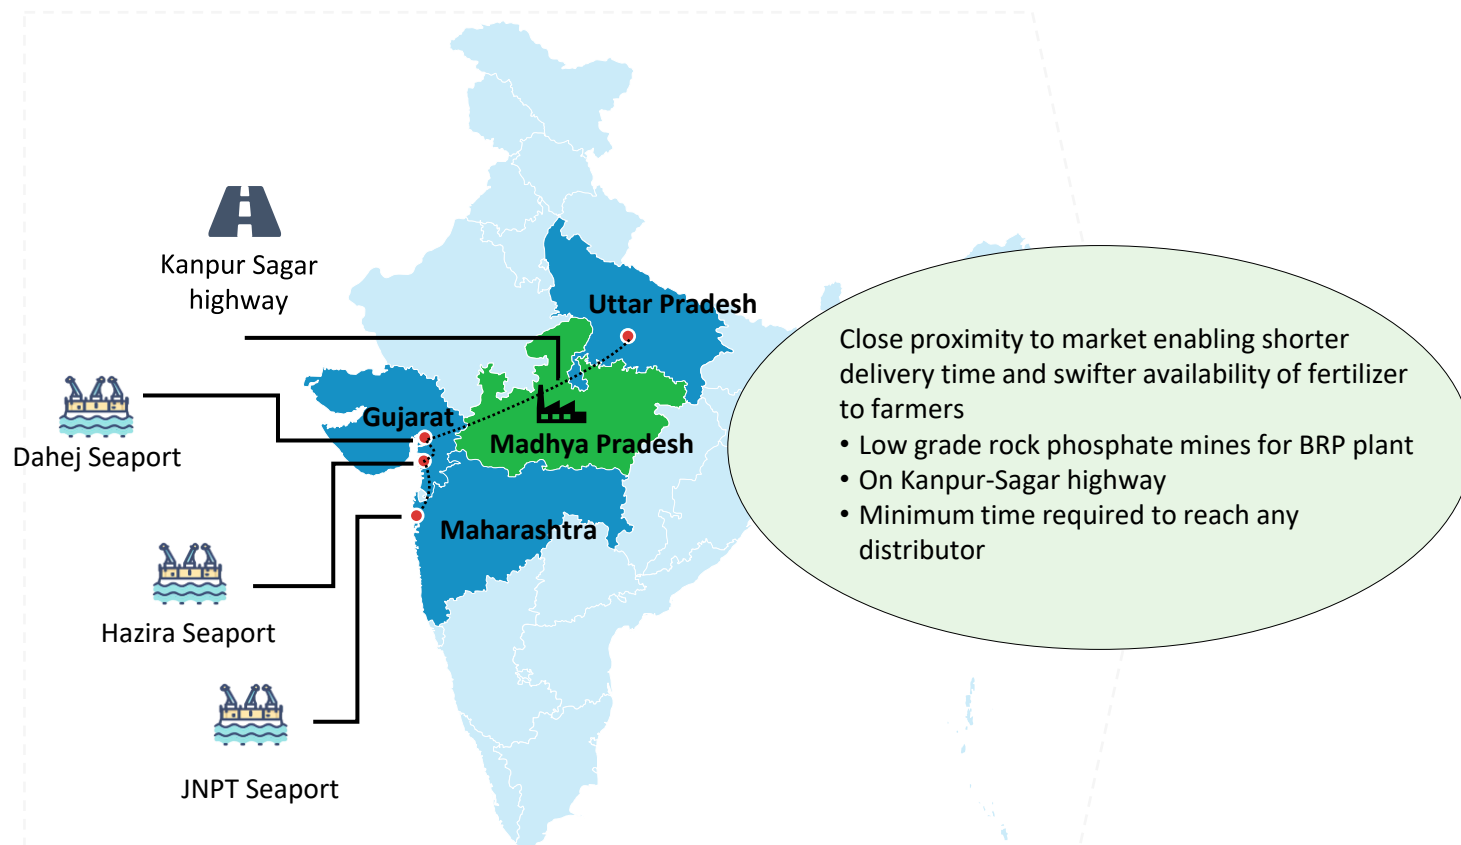 Kanpur Sagar
highway
Uttar Pradesh
Gujarat
Madhya Pradesh
Maharashtra
Dahej Seaport
Hazira Seaport
JNPT Seaport
Close proximity to market enabling shorter
delivery time and swifter availability of fertilizer
to farmers
• Low grade rock phosphate mines for BRP plant
• On Kanpur-Sagar highway
• Minimum time required to reach any
distributor